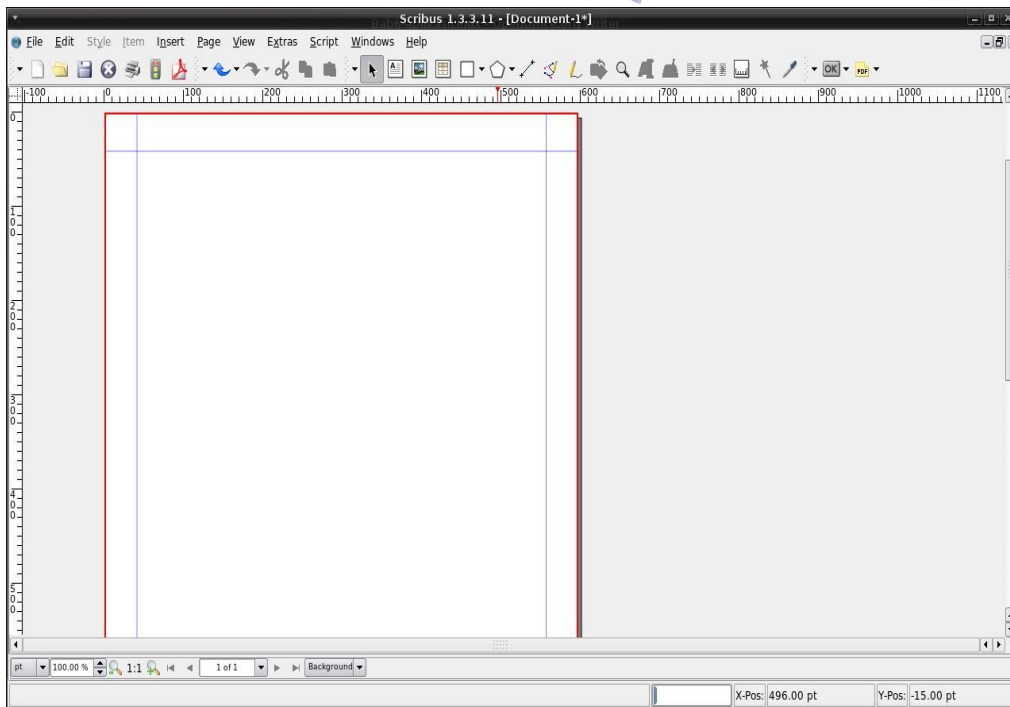 Scribus 1.3.3.11 - [Document-1*]
File Edit Style Item Insert Page View Extras Script Windows Help
OK PDF
-100 0 100 200 300 400 500 600 700 800 900 1000 1100
0
100
200
300
400
500
pt 100.00 % 1:1 1 of 1 Background
X-Pos: 496.00 pt Y-Pos: -15.00 pt